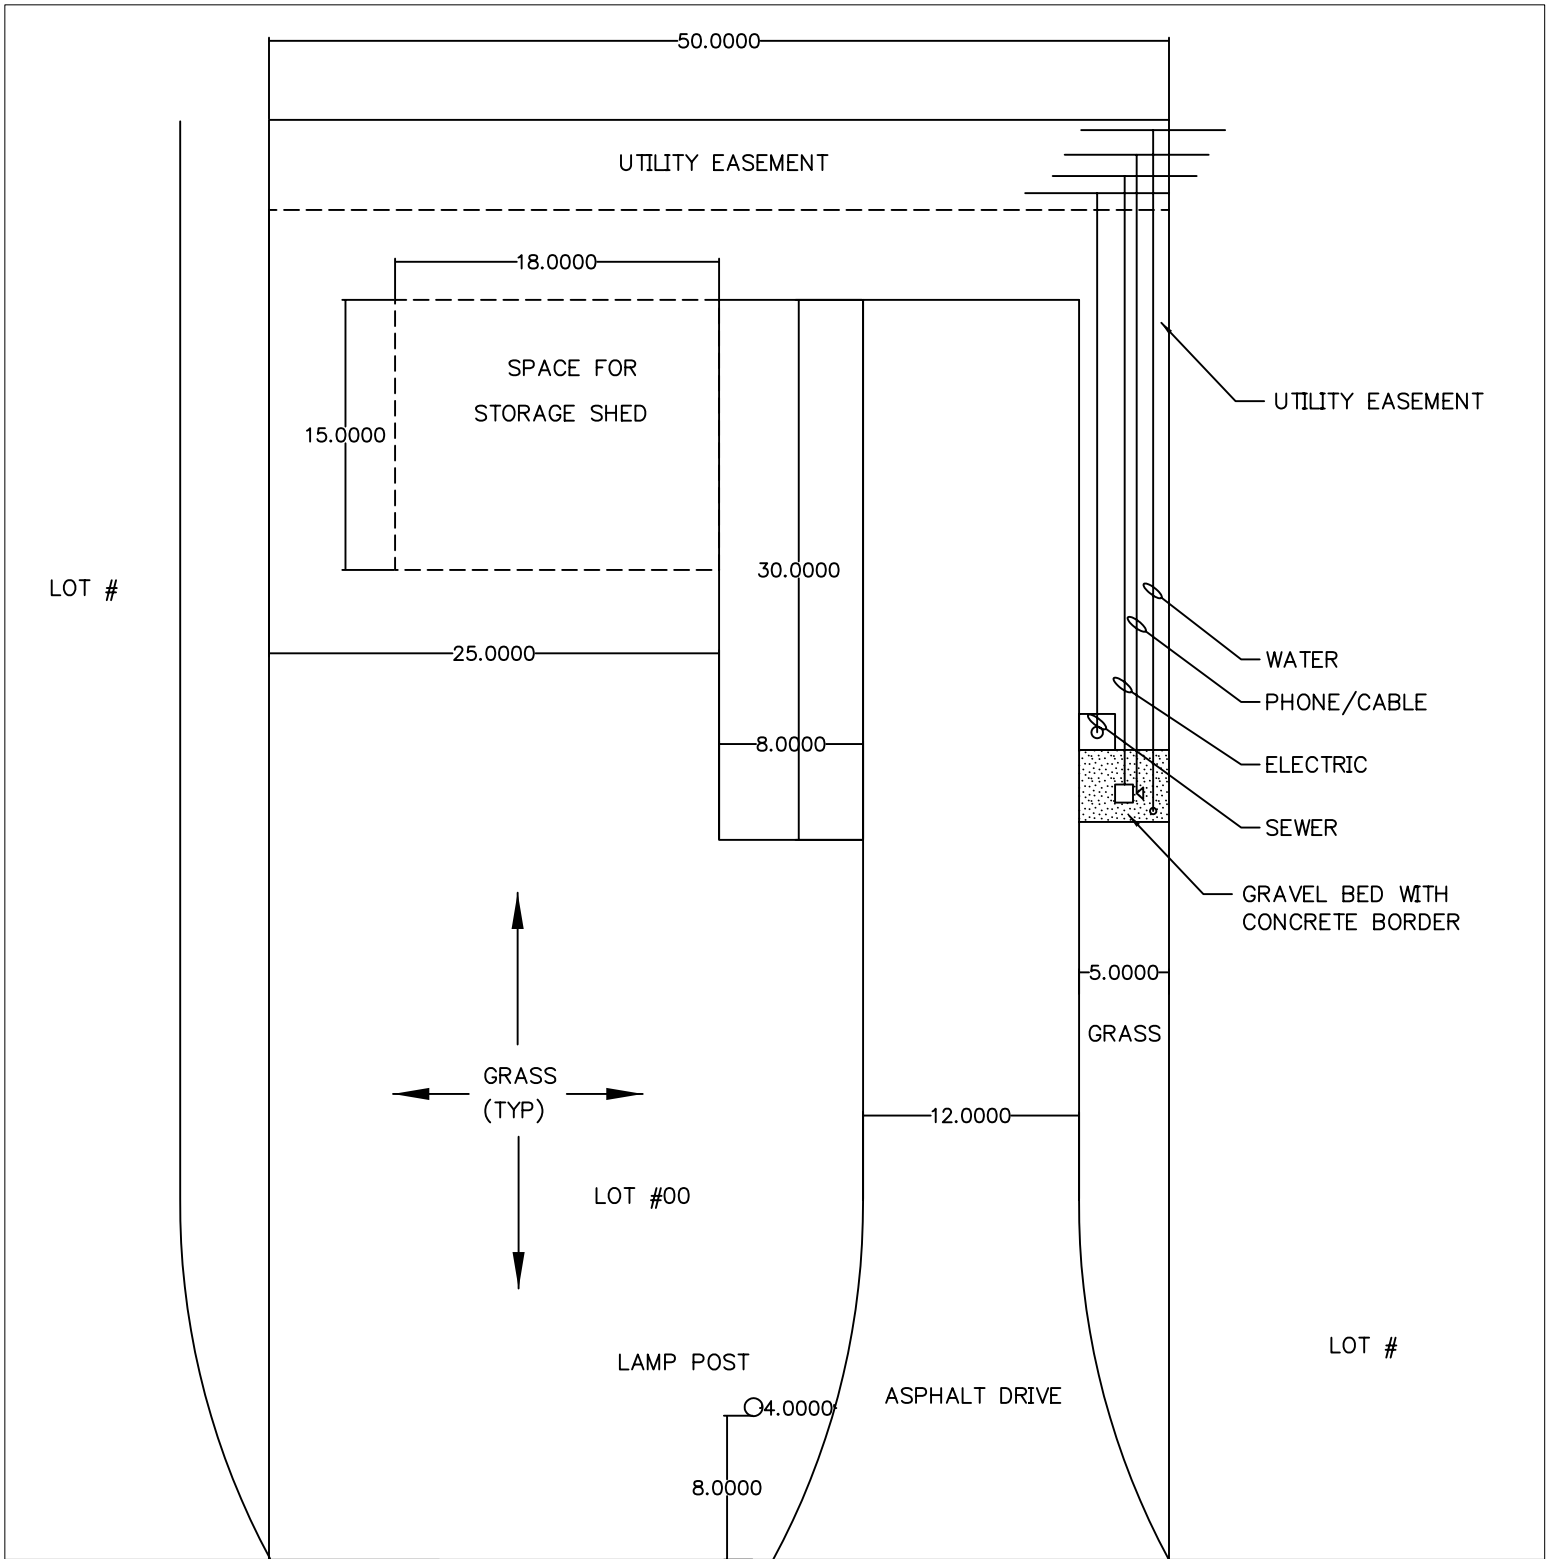 50.0000
UTILITY EASEMENT
18.0000
SPACE FOR
STORAGE SHED
15.0000
UTILITY EASEMENT
30.0000
LOT #
25.0000
WATER
PHONE/CABLE
8.0000
ELECTRIC
SEWER
GRAVEL BED WITH
CONCRETE BORDER
5.0000
GRASS
GRASS
(TYP)
12.0000
LOT #00
LOT #
LAMP POST
ASPHALT DRIVE
4.0000
8.0000